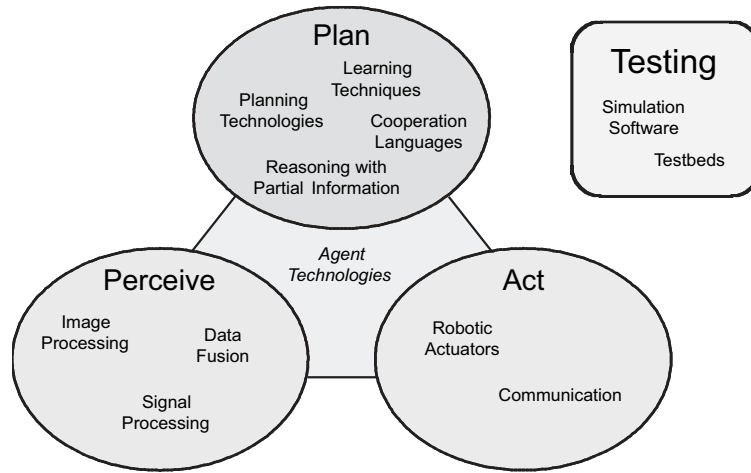 Plan
Learning
Techniques
Planning
Technologies
Cooperation
Languages
Reasoning with
Partial Information
Testing
Simulation
Software
Testbeds
Agent
Technologies
Perceive
Image
Processing
Data
Fusion
Signal
Processing
Act
Robotic
Actuators
Communication